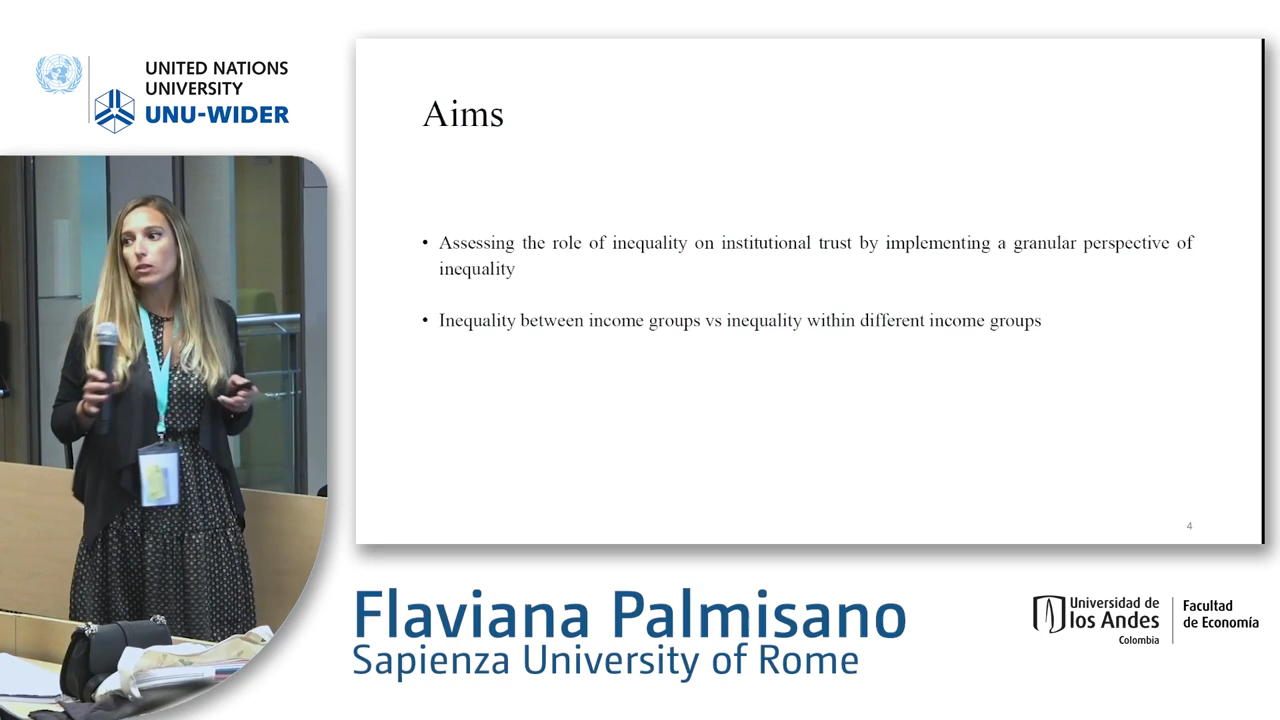 UNITED NATIONS
UNIVERSITY
UNU-WIDER
Aims
• Assessing the role of inequality on institutional trust by implementing a granular perspective of
inequality
• Inequality between income groups vs inequality within different income groups
4
Flaviana Palmisano
Sapienza University of Rome
Universidad de
los Andes
Colombia
Facultad
de Economía